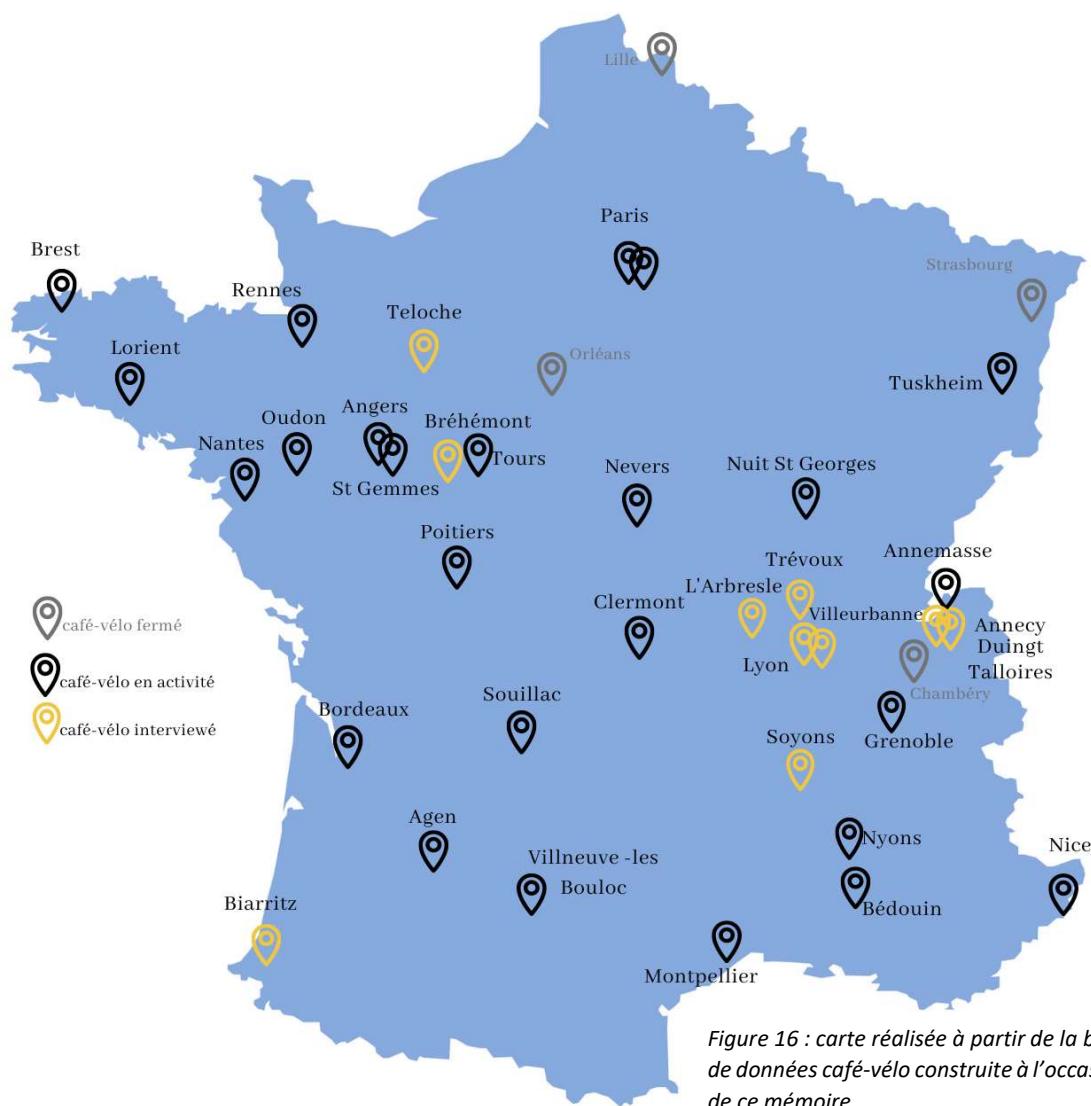 Lille
Paris
Brest
Strasbourg
Rennes
Teloche
Lorient
Orléans
Tuskheim
Oudon
Angers
Bréhémont
Nantes
Tours
St Gemmes
Nevers
Nuit St Georges
Poitiers
Annemasse
Trévoux
L'Arbresle
Clermont
Villeurbanne
Annecy
Duingt
Talloires
Lyon
Chambéry
café-vélo fermé
café-vélo en activité
café-vélo interviewé
Bordeaux
Souillac
Grenoble
Soyons
Agen
Nyons
Nice
Villneuve -les
Bouloc
Bédouin
Biarritz
Montpellier
Figure 16 : carte réalisée à partir de la b
de données café-vélo construite à l'occas
de ce mémoire